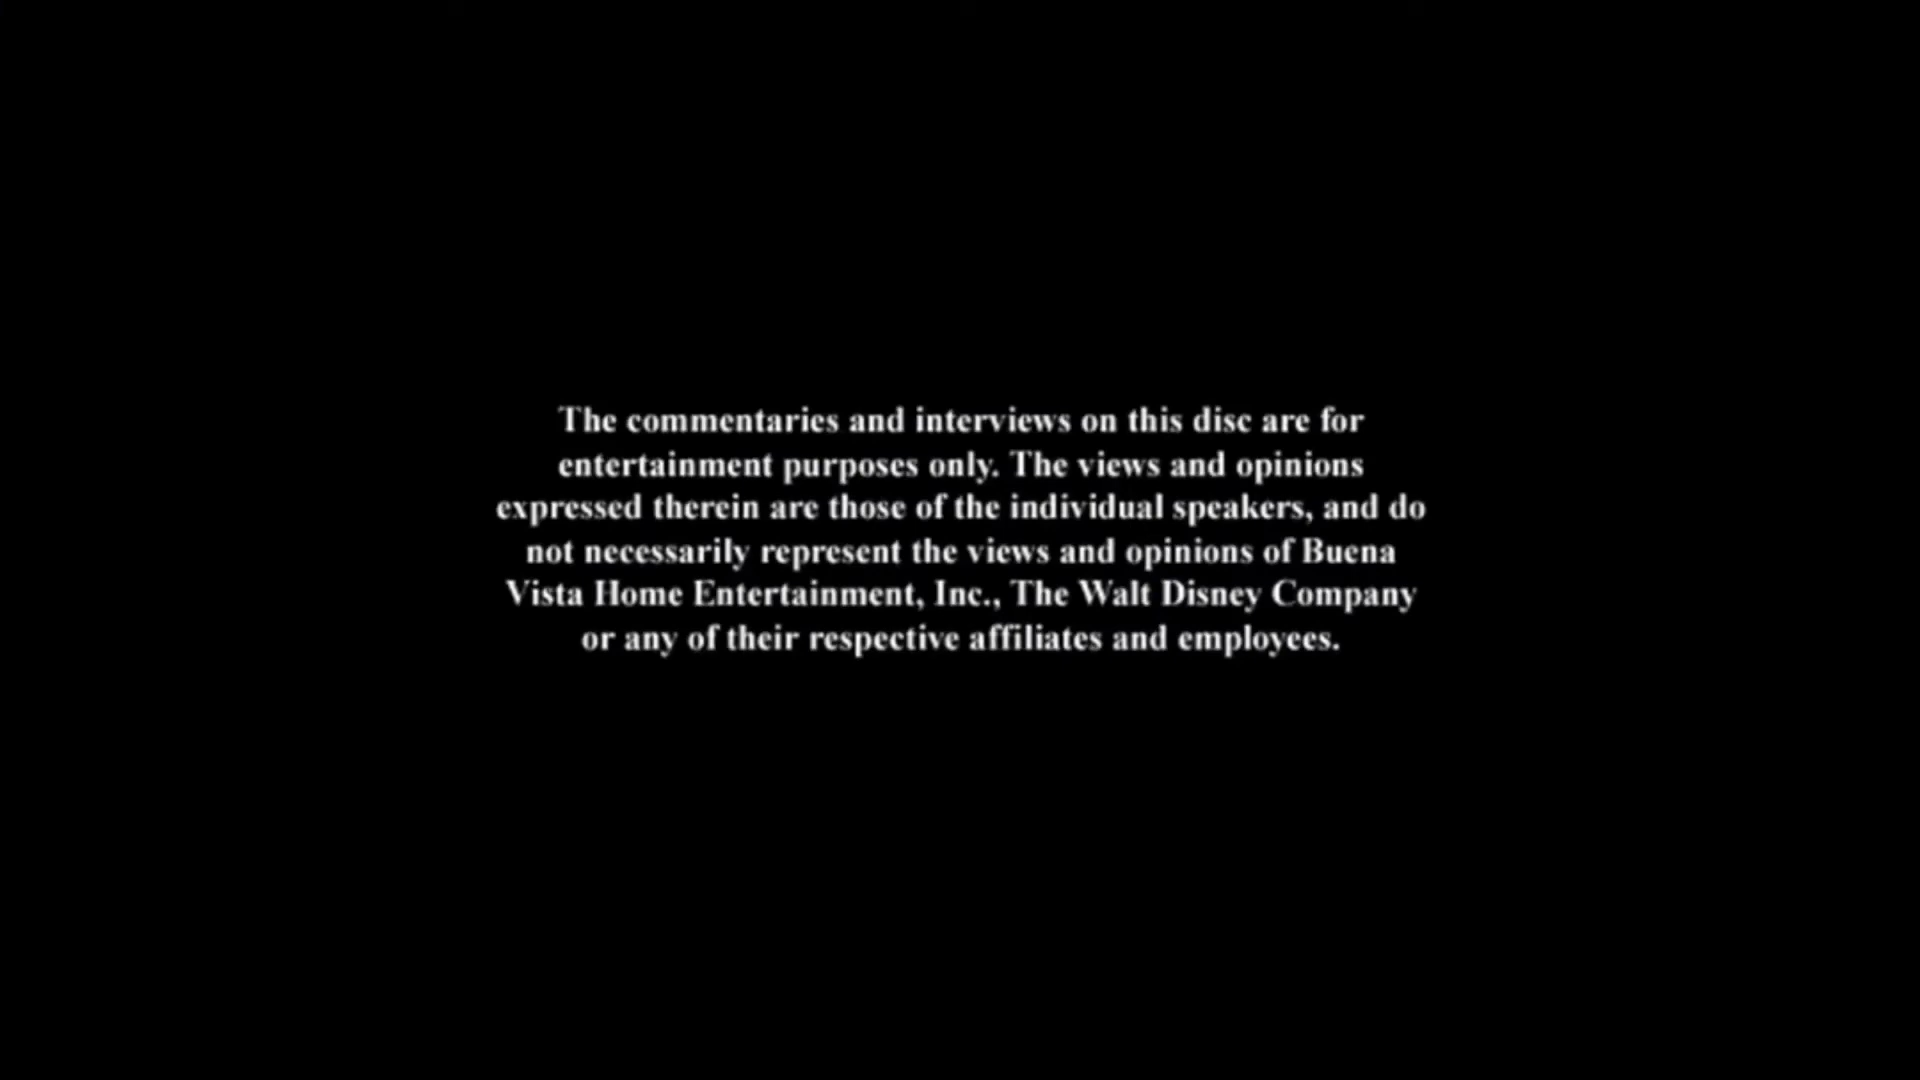 The commentaries and interviews on this disc are for
entertainment purposes only. The views and opinions
expressed therein are those of the individual speakers, and do
not necessarily represent the views and opinions of Buena
Vista Home Entertainment, Inc., The Walt Disney Company
or any of their respective affiliates and employees.